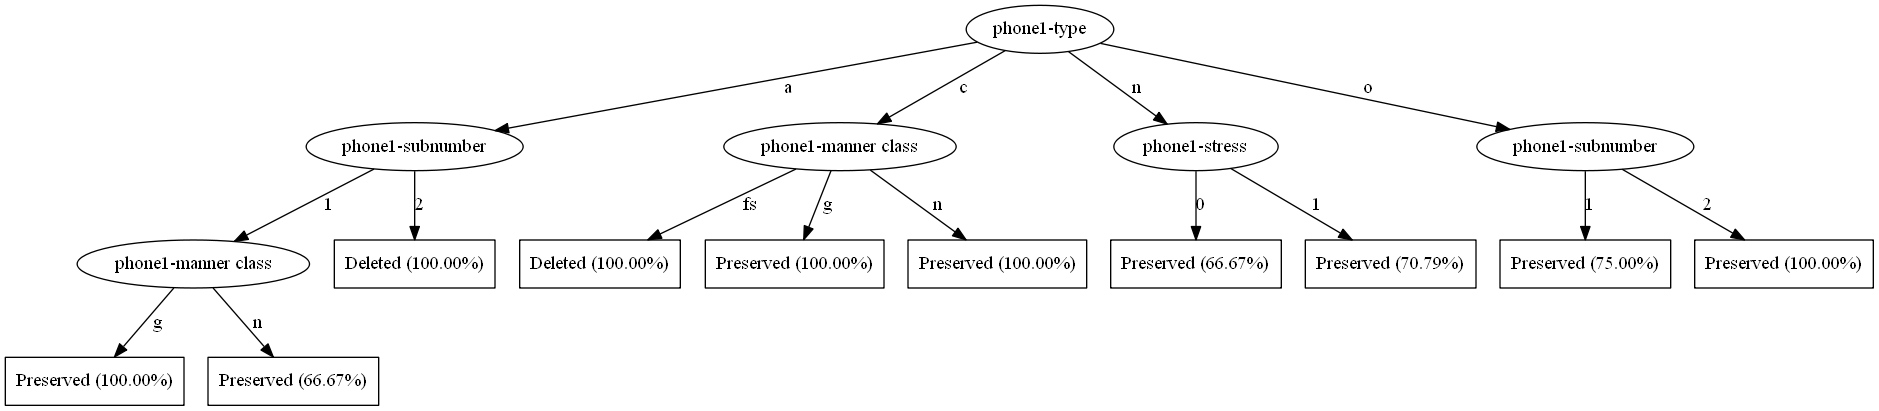 phone1-type
a
c
n
o
phone1-subnumber
phone1-manner class
phone1-stress
phone1-subnumber
1
2
fs
g
n
0
1
1
2
phone1-manner class
Deleted (100.00%)
Deleted (100.00%)
Preserved (100.00%)
Preserved (100.00%)
Preserved (66.67%)
Preserved (70.79%)
Preserved (75.00%)
Preserved (100.00%)
g
n
Preserved (100.00%)
Preserved (66.67%)